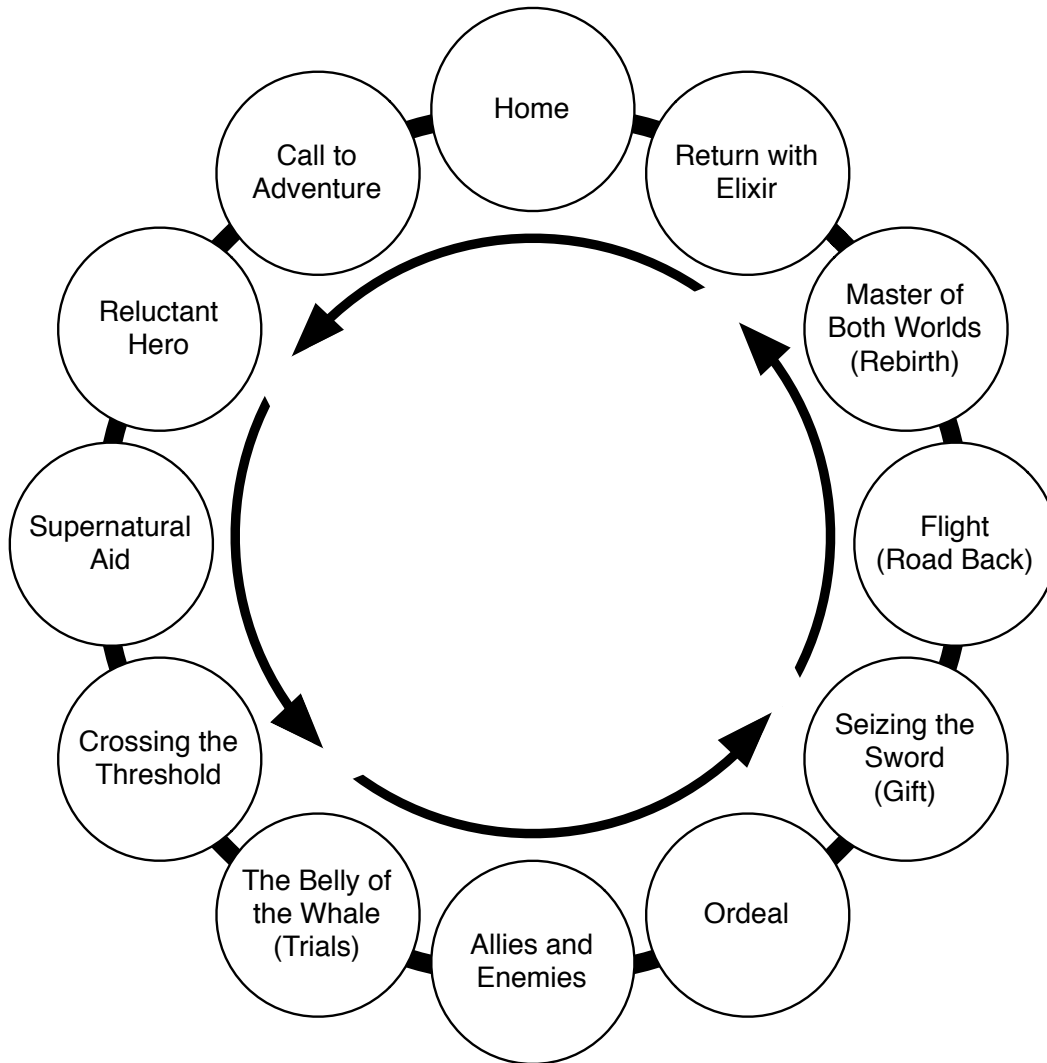 Home
Call to
Adventure
Reluctant
Hero
Supernatural
Aid
Crossing the
Threshold
The Belly of
the Whale
(Trials)
Allies and
Enemies
Ordeal
Seizing the
Sword
(Gift)
Flight
(Road Back)
Master of
Both Worlds
(Rebirth)
Return with
Elixir